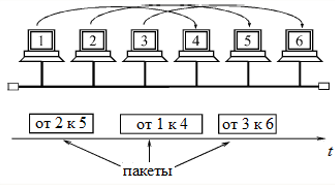 1 2 3 4 5 6
от 2 к 5 от 1 к 4 от 3 к 6
t
пакеты